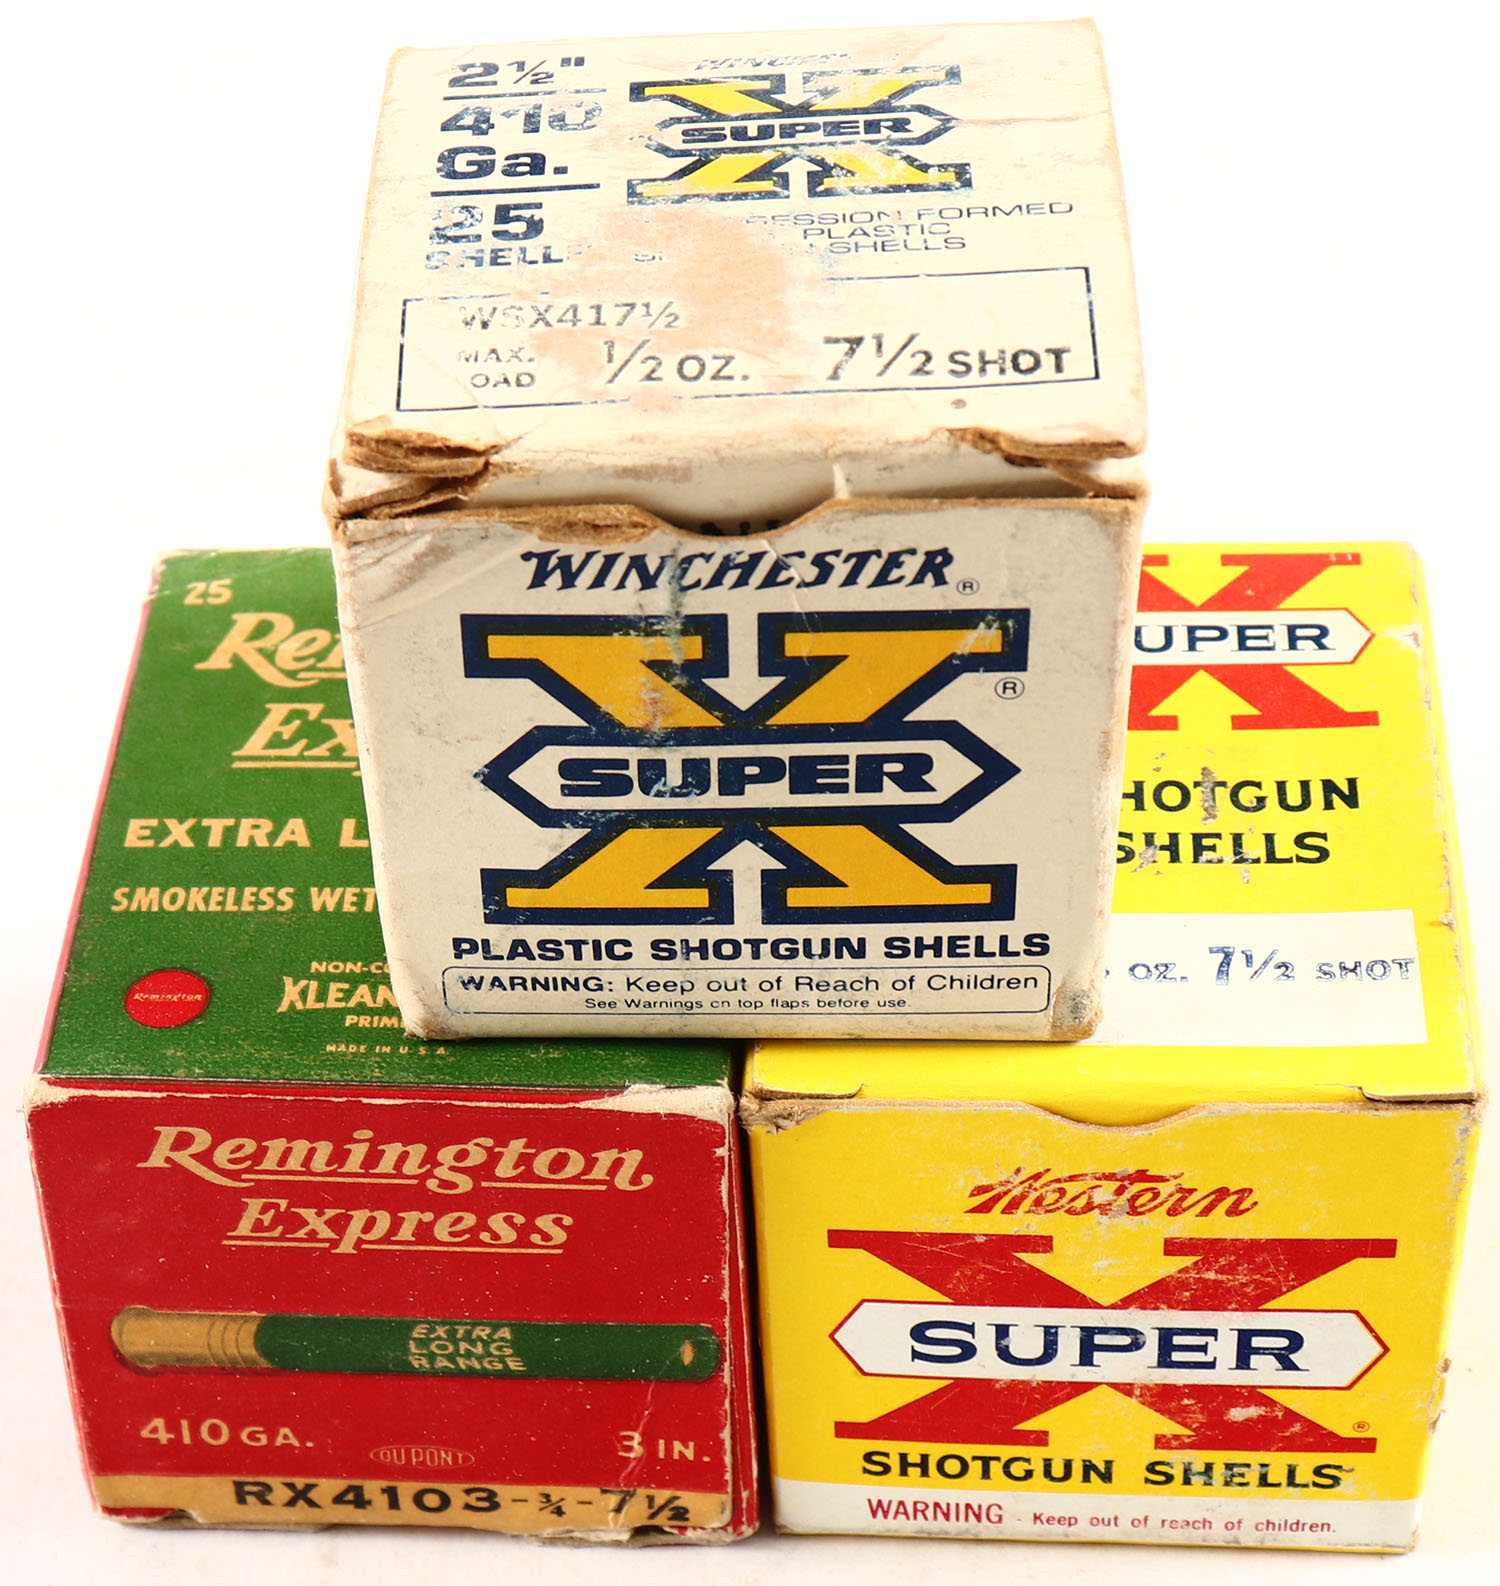 2½"
410
Ga.
25
SHELL
SUPER
FORMED
PLASTIC
SHELLS
WSX417½
MAX.
OAD
½ OZ. 7½ SHOT
WINCHESTER®
SUPER
®
PLASTIC SHOTGUN SHELLS
WARNING: Keep out of Reach of Children
See Warnings on top flaps before use.
25
EXTRA
SMOKELESS WET
Remington
MADE IN U.S.A.
Remington
Express
EXTRA
LONG
RANGE
410 GA.
3 IN.
DU PONT
RX4103-¾-7½
UPER
HOTGUN
SHELLS
OZ. 7½ SHOT
Western
SUPER
®
SHOTGUN SHELLS
WARNING - Keep out of reach of children.